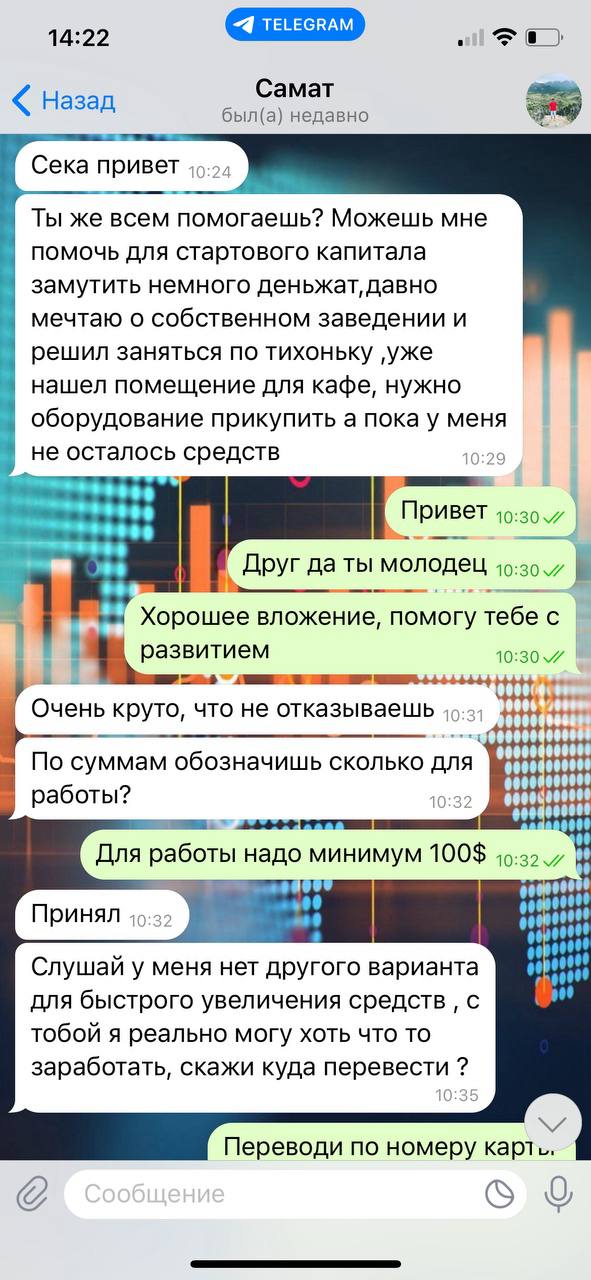 14:22
TELEGRAM
Назад
Самат
был(а) недавно
Сека привет 10:24
Ты же всем помогаешь? Можешь мне
помочь для стартового капитала
замутить немного деньжат,давно
мечтаю о собственном заведении и
решил заняться по тихоньку ,уже
нашел помещение для кафе, нужно
оборудование прикупить а пока у меня
не осталось средств 10:29
Привет 10:30
Друг да ты молодец 10:30
Хорошее вложение, помогу тебе с
развитием 10:30
Очень круто, что не отказываешь 10:31
По суммам обозначишь сколько для
работы? 10:32
Для работы надо минимум 100$ 10:32
Принял 10:32
Слушай у меня нет другого варианта
для быстрого увеличения средств , с
тобой я реально могу хоть что то
заработать, скажи куда перевести ?
10:35
Переводи по номеру карты
Сообщение